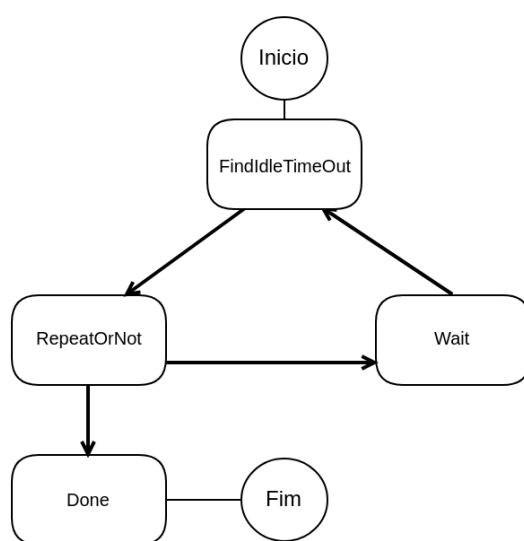 Inicio
FindIdleTimeOut
RepeatOrNot
Wait
Done
Fim